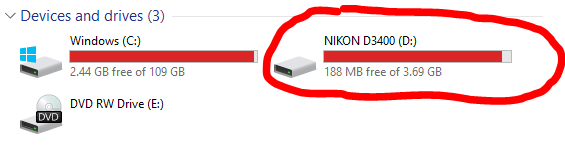 Devices and drives (3)
Windows (C:)
2.44 GB free of 109 GB
NIKON D3400 (D:)
188 MB free of 3.69 GB
DVD
DVD RW Drive (E:)